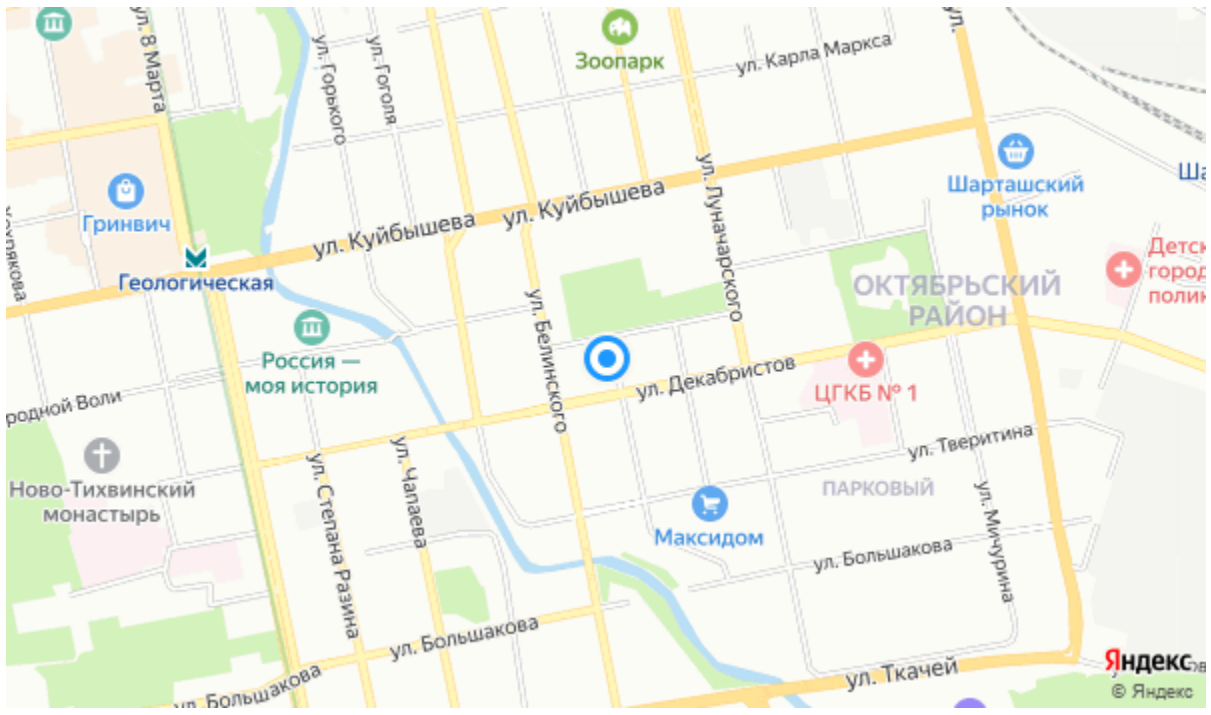 ул. 8 Марта
ул. Горького
ул. Гоголя
Зоопарк
ул. Карла Маркса
ул.
Гринвич
ул. Куйбышева
ул. Куйбышева
ул. Луначарского
Шарташский
рынок
Ша
Геологическая
Детск
город
полик
ОКТЯБРЬСКИЙ
РАЙОН
Россия —
моя история
ул. Белинского
ул. Декабристов
ЦГКБ № 1
родной Воли
Ново-Тихвинский
монастырь
ул. Степана Разина
ул. Чапаева
ул. Тверитина
ПАРКОВЫЙ
Максидом
ул. Мичурина
ул. Большакова
ул. Большакова
ул. Большакова
ул. Ткачей
Яндекс
© Яндекс